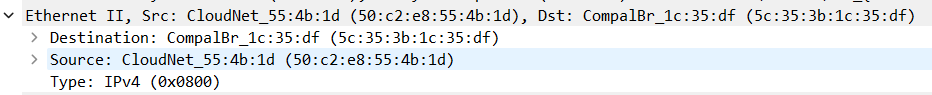 Ethernet II, Src: CloudNet_55:4b:1d (50:c2:e8:55:4b:1d), Dst: CompalBr_1c:35:df (5c:35:3b:1c:35:df)
Destination: CompalBr_1c:35:df (5c:35:3b:1c:35:df)
Source: CloudNet_55:4b:1d (50:c2:e8:55:4b:1d)
Type: IPv4 (0x0800)